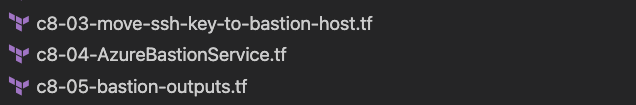 c8-03-move-ssh-key-to-bastion-host.tf
c8-04-AzureBastionService.tf
c8-05-bastion-outputs.tf